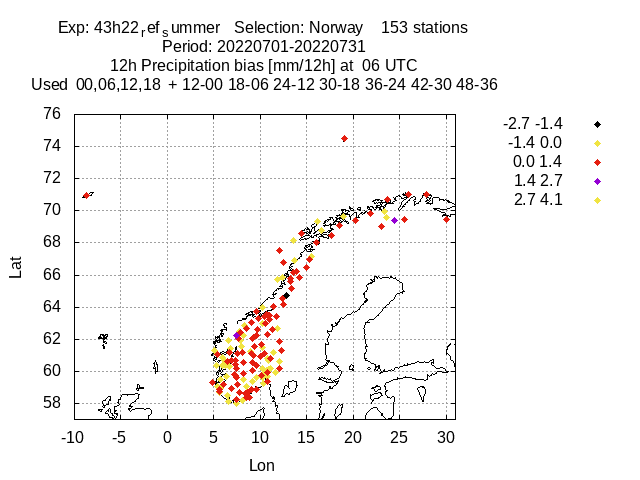 Exp: 43h22ref summer Selection: Norway 153 stations
Period: 20220701-20220731
12h Precipitation bias [mm/12h] at 06 UTC
Used 00,06,12,18 + 12-00 18-06 24-12 30-18 36-24 42-30 48-36
-2.7 -1.4
-1.4 0.0
0.0 1.4
1.4 2.7
2.7 4.1
Lat
76
74
72
70
68
66
64
62
60
58
-10 -5 0 5 10 15 20 25 30
Lon